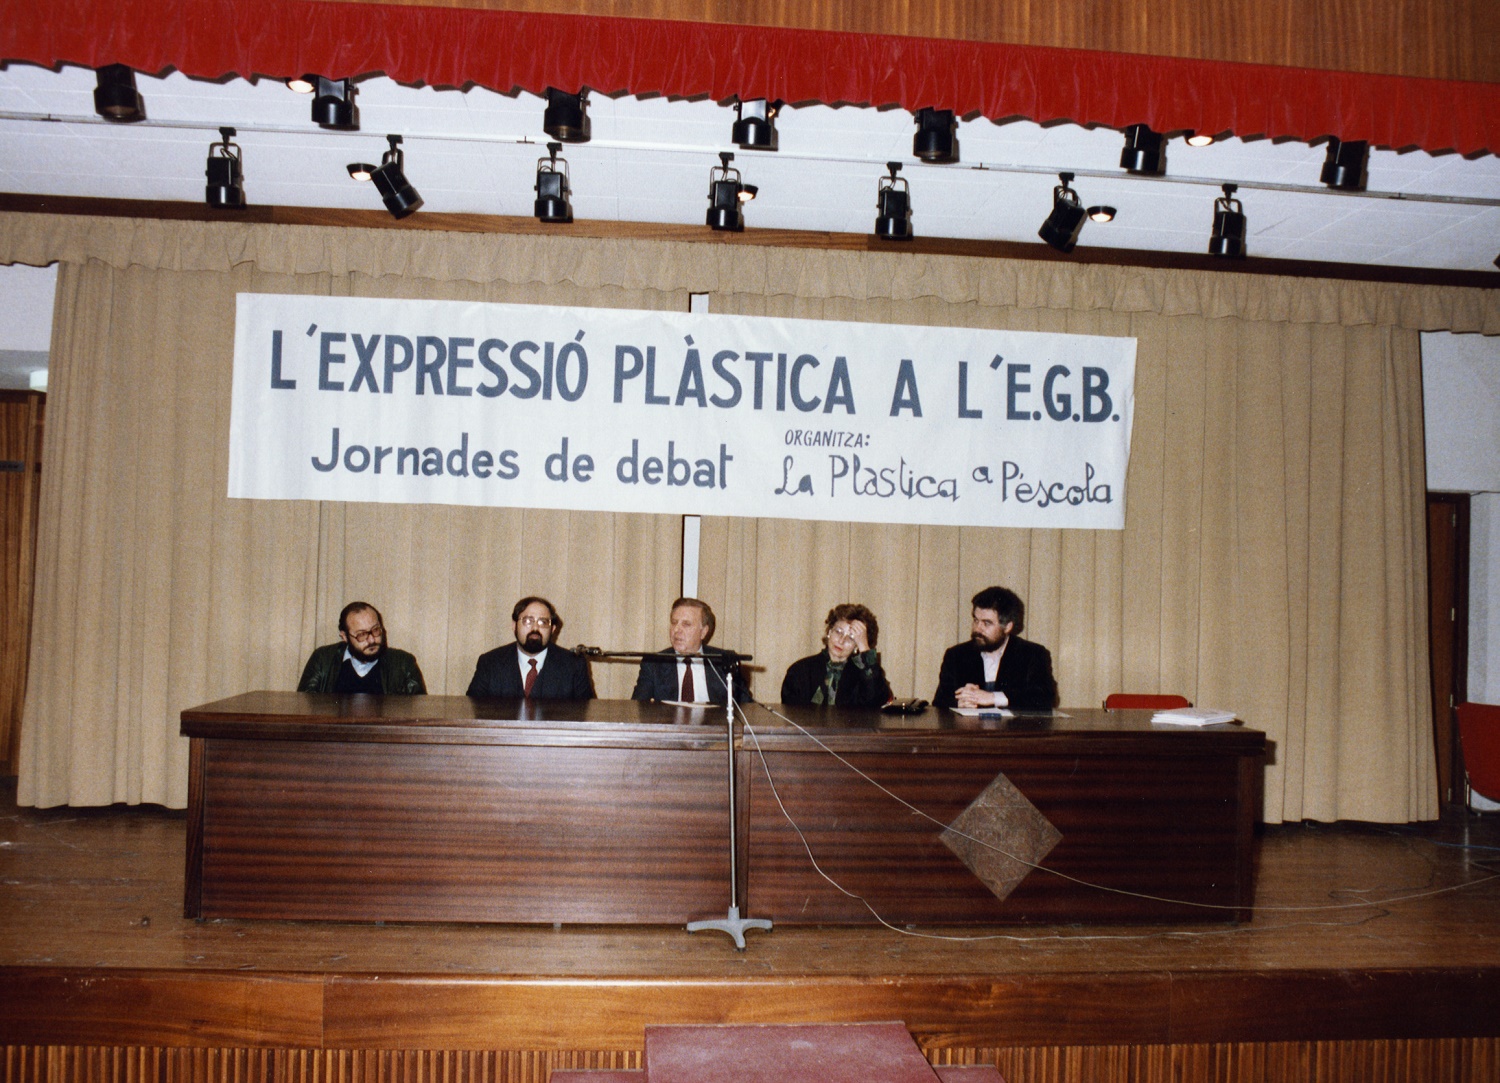 L'EXPRESSIÓ PLÀSTICA A L'E.G.B.
Jornades de debat
ORGANITZA:
La Plastica a l'escola